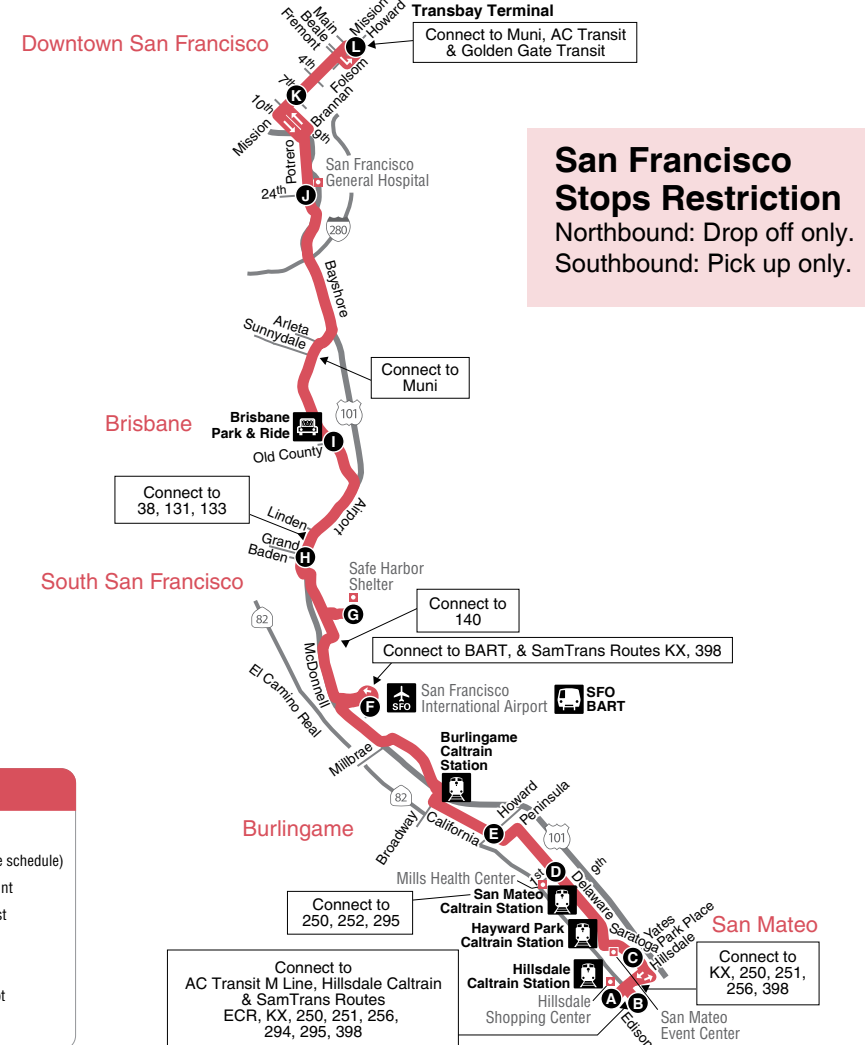 Transbay Terminal
Mission
Howard
Main
Beale
Fremont
Downtown San Francisco
L
Connect to Muni, AC Transit
& Golden Gate Transit
4th
Folsom
7th
K
10th
Brannan
9th
Mission
San Francisco
Stops Restriction
Northbound: Drop off only.
Southbound: Pick up only.
Potrero
San Francisco
General Hospital
24th
J
280
Bayshore
Arleta
Sunnydale
Connect to
Muni
101
Brisbane
Brisbane
Park & Ride
I
Old County
Connect to
38, 131, 133
Airport
Linden
Grand
Baden
H
South San Francisco
Safe Harbor
Shelter
G
82
Connect to
140
Connect to BART, & SamTrans Routes KX, 398
McDonnell
El Camino Real
F
SFO
San Francisco
International Airport
SFO
BART
Millbrae
Burlingame
Caltrain
Station
82
Howard
Peninsula
e schedule)
Burlingame
Broadway
California
E
101
nt
Mills Health Center
1st
D
9th
st
San Mateo
Caltrain Station
Delaware
Connect to
250, 252, 295
Hayward Park
Caltrain Station
Saratoga
Yates
Park Place
Hillsdale
San Mateo
C
Connect to
KX, 250, 251,
256, 398
Connect to
AC Transit M Line, Hillsdale Caltrain
& SamTrans Routes
ECR, KX, 250, 251, 256,
294, 295, 398
Hillsdale
Caltrain Station
A
B
Hillsdale
Shopping Center
Edison
San Mateo
Event Center